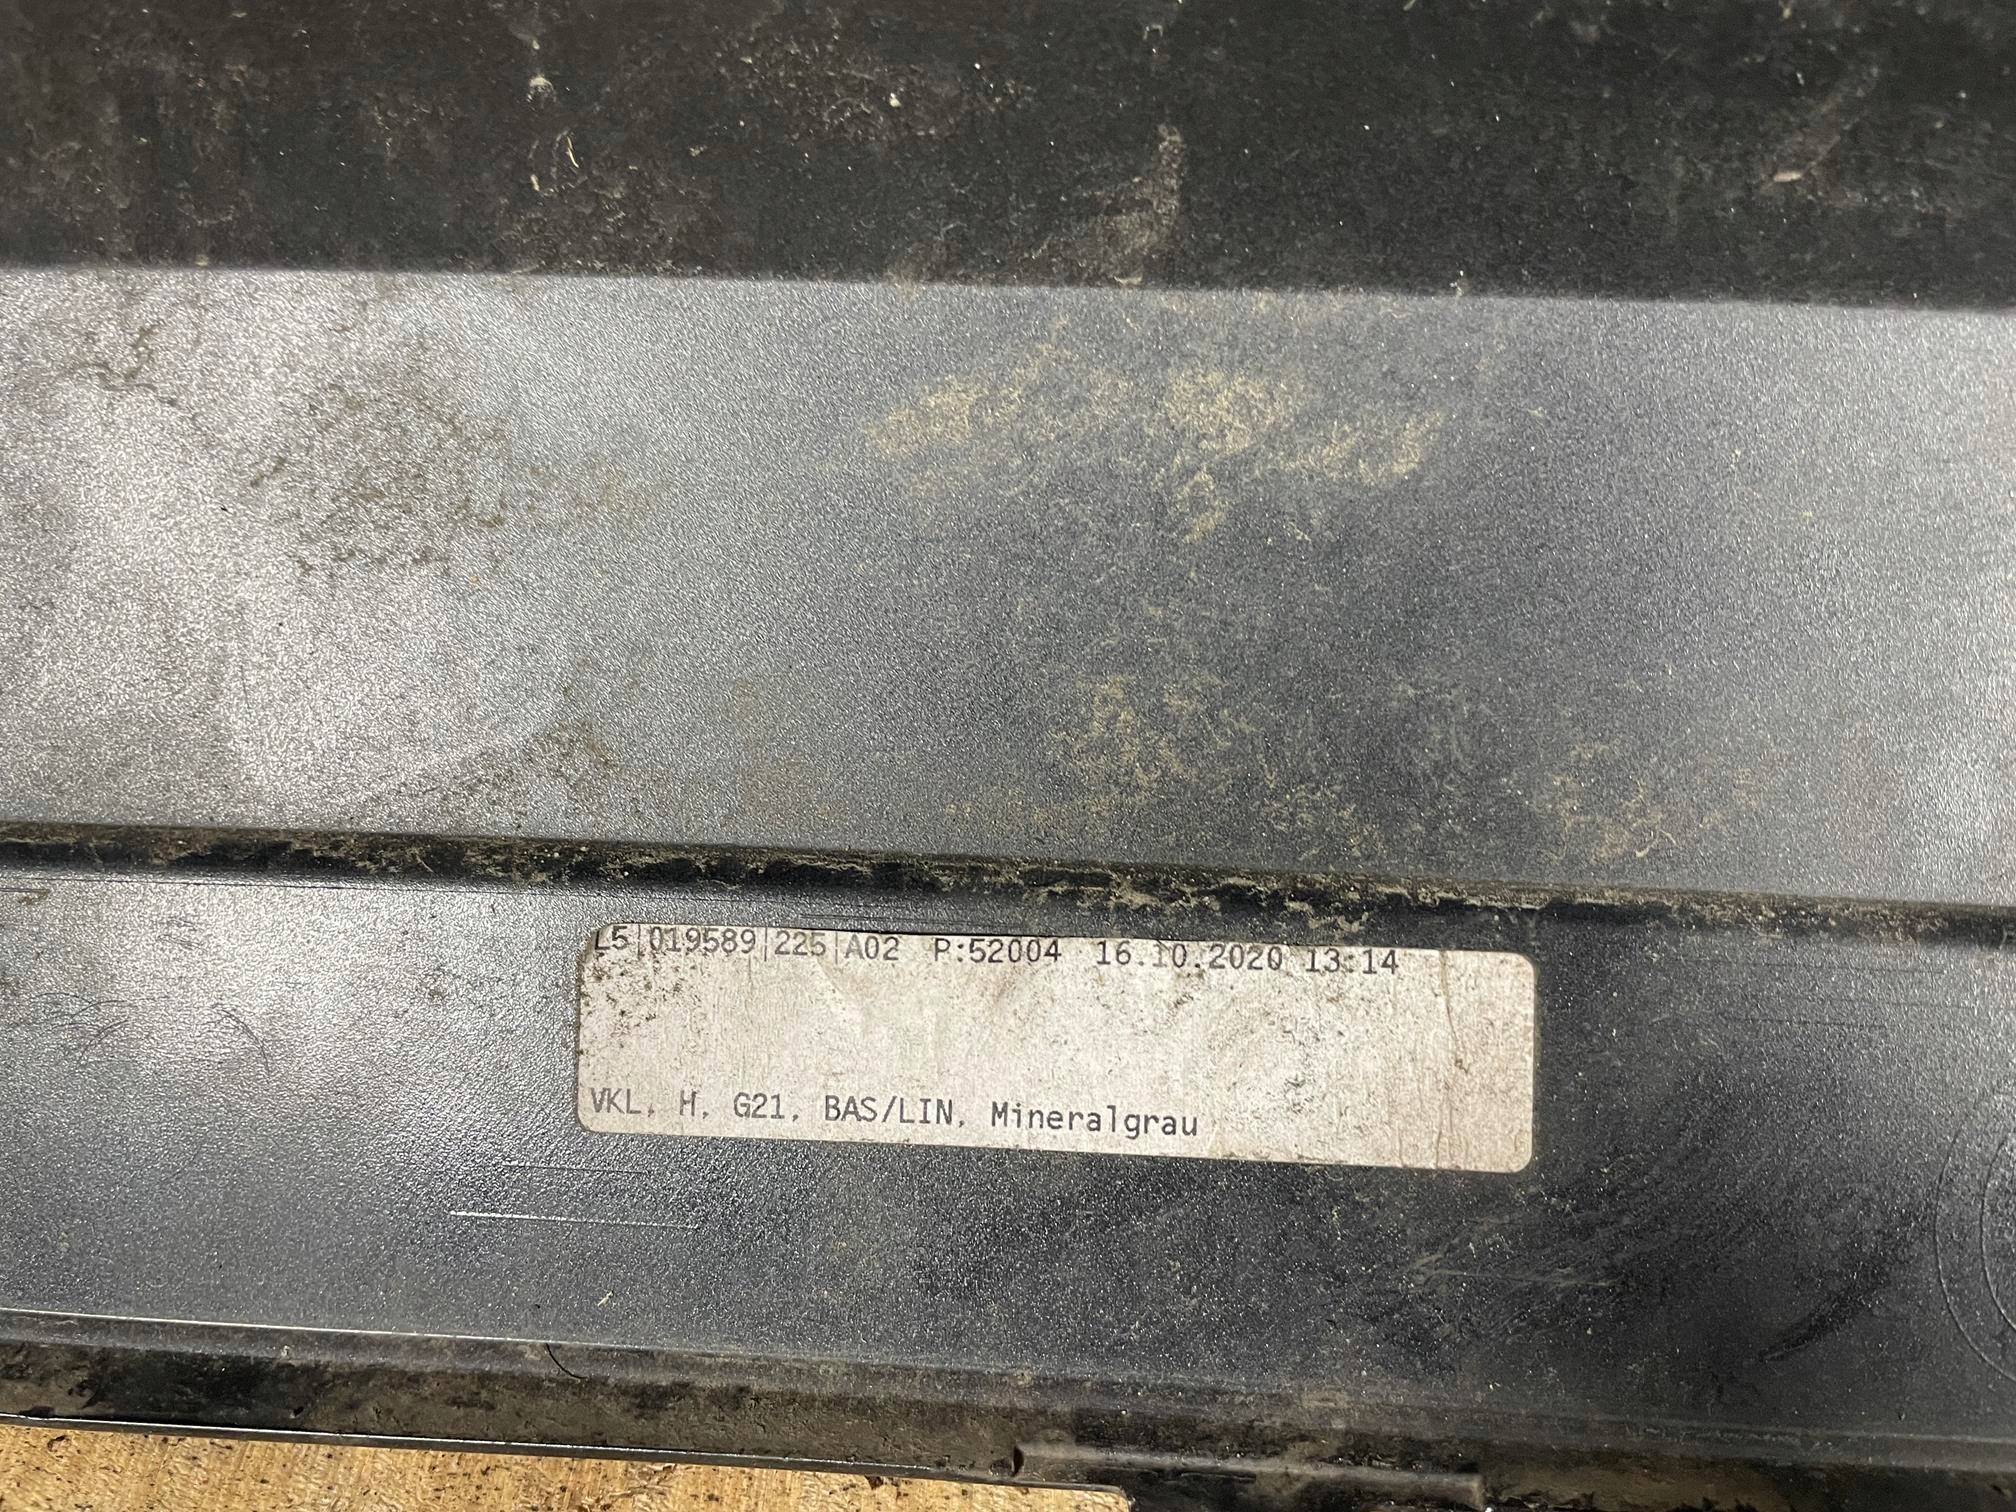 L5|019589|225|A02 P:52004 16.10.2020 13:14
VKL, H, G21, BAS/LIN, Mineralgrau